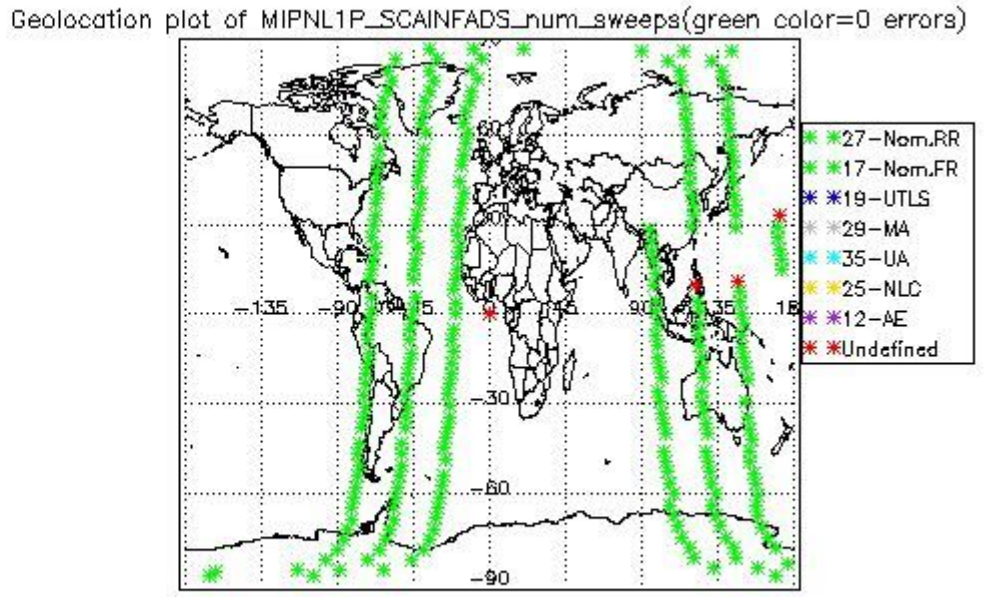 Geolocation plot of MIPNL1P_SCAINFADS_num_sweeps(green color=0 errors)
60
-135
-90
45
90
135
-30
-60
-90
27-Nom.RR
17-Nom.FR
19-UTLS
29-MA
35-UA
25-NLC
12-AE
Undefined